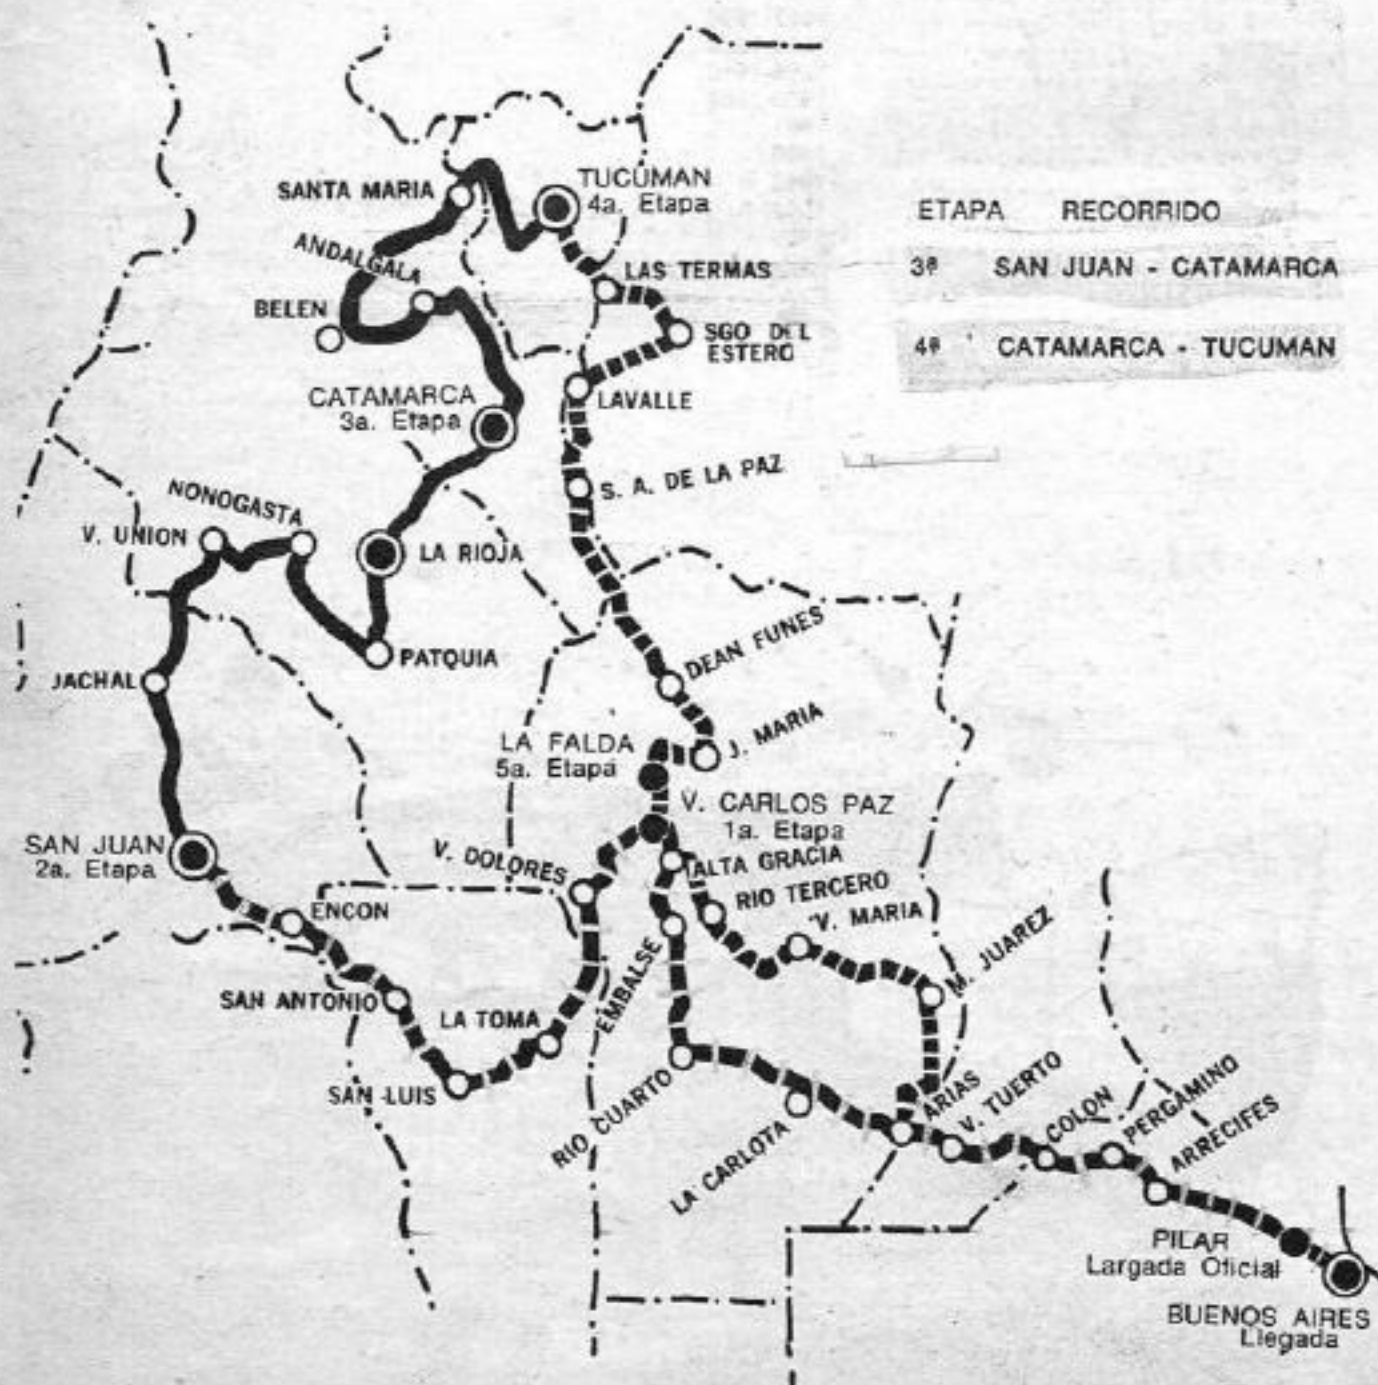 SANTA MARIA
TUCUMAN
4a. Etapa
ETAPA RECORRIDO
3ª SAN JUAN - CATAMARCA
4ª CATAMARCA - TUCUMAN
ANDALGALA
LAS TERMAS
BELEN
SGO DEL
ESTERO
CATAMARCA
3a. Etapa
LAVALLE
S. A. DE LA PAZ
NONOGASTA
V. UNION
LA RIOJA
PATQUIA
JACHAL
DEAN FUNES
J. MARIA
LA FALDA
5a. Etapa
V. CARLOS PAZ
1a. Etapa
SAN JUAN
2a. Etapa
V. DOLORES
ALTA GRACIA
RIO TERCERO
V. MARIA
M. JUAREZ
ENCON
EMBALSE
SAN ANTONIO
LA TOMA
SAN LUIS
RIO CUARTO
LA CARLOTA
ARIAS
V. TUERTO
COLON
PERGAMINO
ARRECIFES
PILAR
Largada Oficial
BUENOS AIRES
Llegada